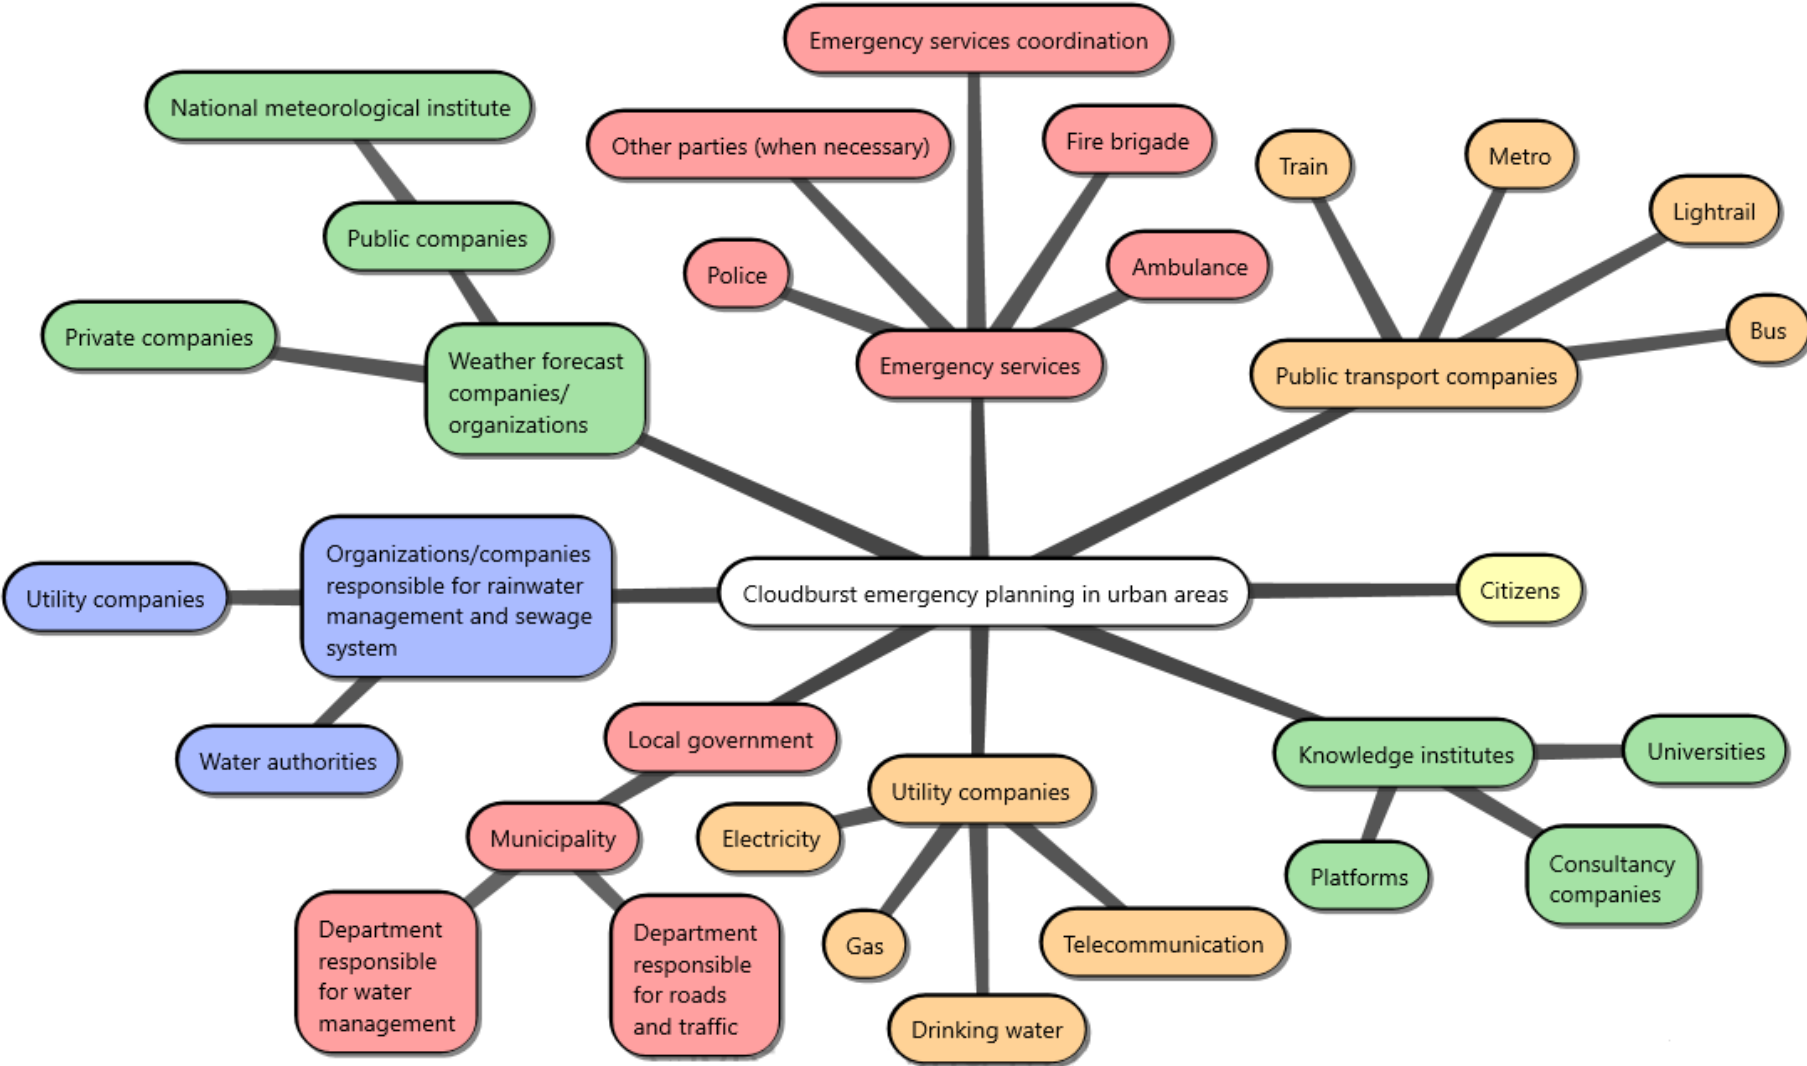 Emergency services coordination
National meteorological institute
Other parties (when necessary)
Fire brigade
Train
Metro
Lightrail
Public companies
Police
Ambulance
Private companies
Weather forecast
companies/
organizations
Emergency services
Public transport companies
Bus
Utility companies
Organizations/companies
responsible for rainwater
management and sewage
system
Cloudburst emergency planning in urban areas
Citizens
Water authorities
Local government
Municipality
Department
responsible
for water
management
Department
responsible
for roads
and traffic
Utility companies
Electricity
Gas
Drinking water
Telecommunication
Knowledge institutes
Universities
Platforms
Consultancy
companies